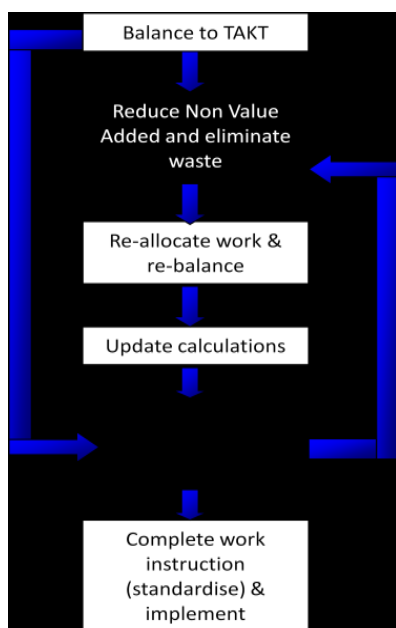 Balance to TAKT
Reduce Non Value
Added and eliminate
waste
Re-allocate work &
re-balance
Update calculations
Complete work
instruction
(standardise) &
implement